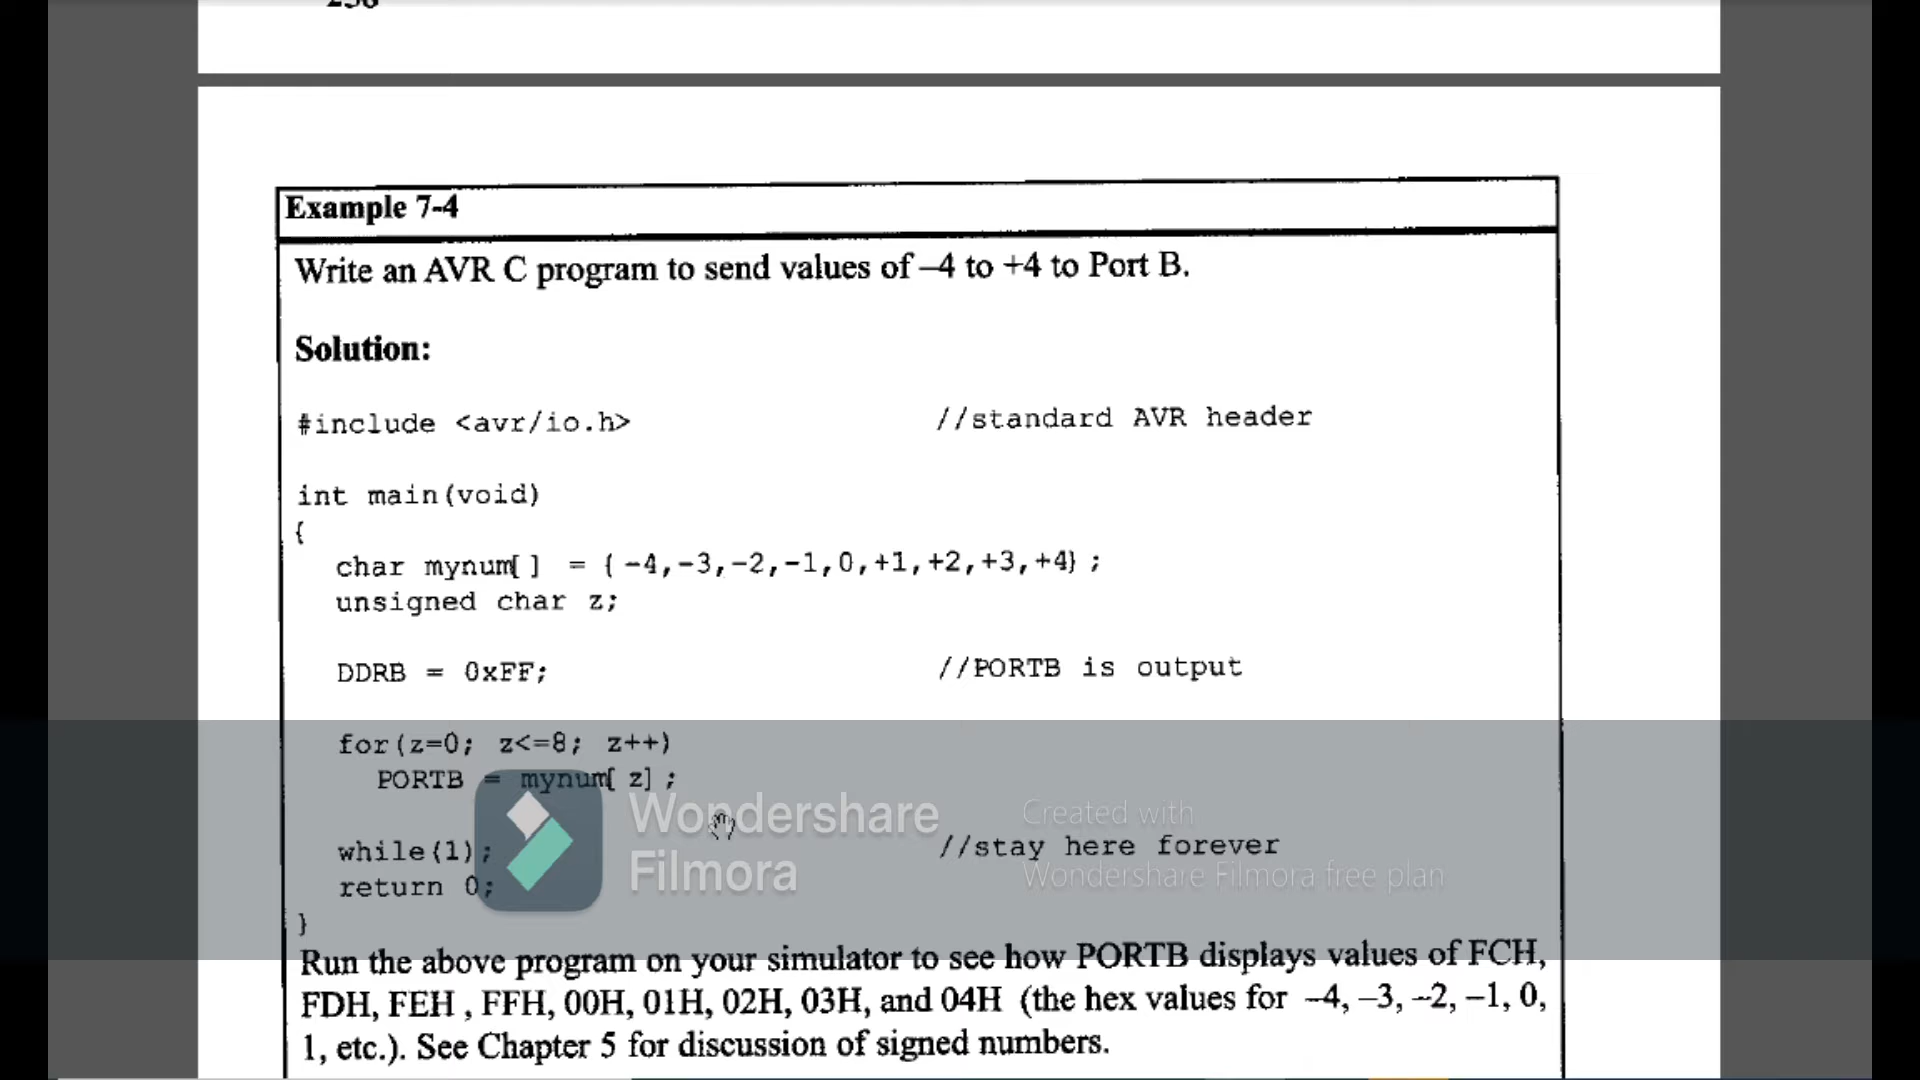 Example 7-4
Write an AVR C program to send values of –4 to +4 to Port B.
Solution:
#include <avr/io.h> //standard AVR header
int main(void)
{
char mynum[] = {-4,-3,-2,-1,0,+1,+2,+3,+4};
unsigned char z;
DDRB = 0xFF; //PORTB is output
for(z=0; z<=8; z++)
PORTB = mynum[z];
while(1); //stay here forever
return 0;
}
Wondershare
Filmora
Created with
Wondershare Filmora free plan
Run the above program on your simulator to see how PORTB displays values of FCH,
FDH, FEH , FFH, 00H, 01H, 02H, 03H, and 04H (the hex values for –4, –3, –2, –1, 0,
1, etc.). See Chapter 5 for discussion of signed numbers.